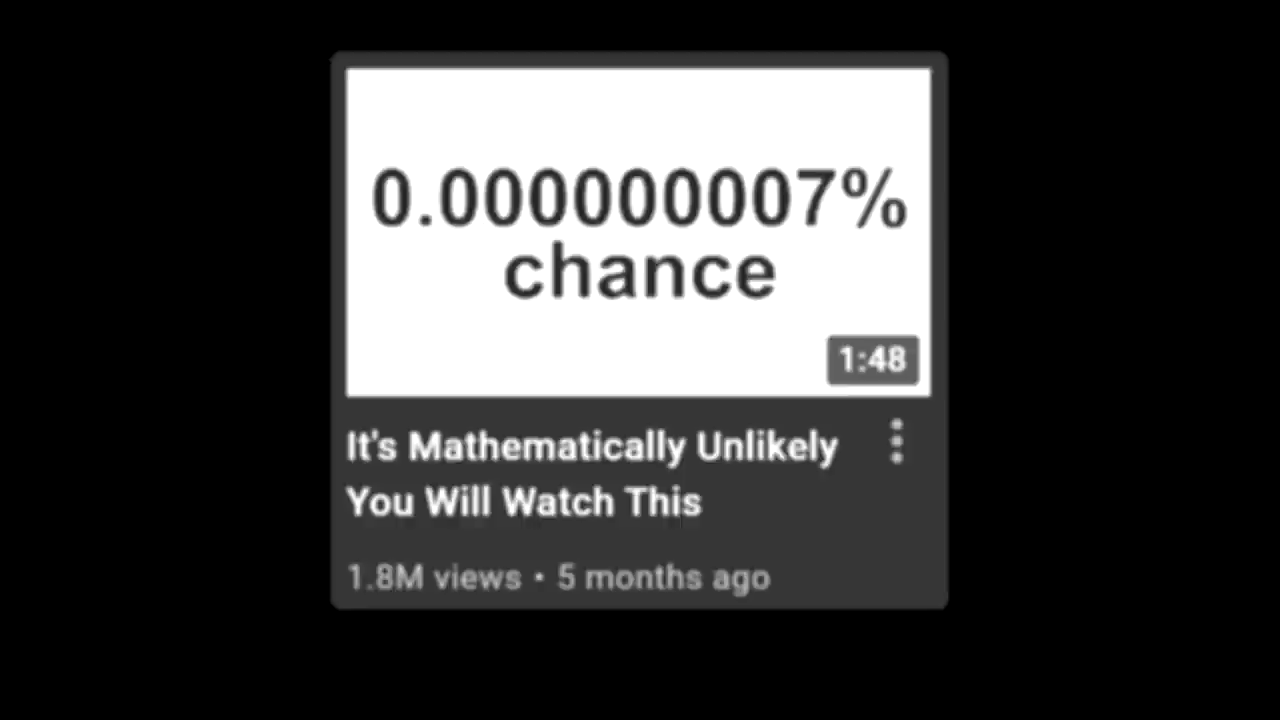 0.000000007%
chance
1:48
It's Mathematically Unlikely
You Will Watch This
1.8M views • 5 months ago